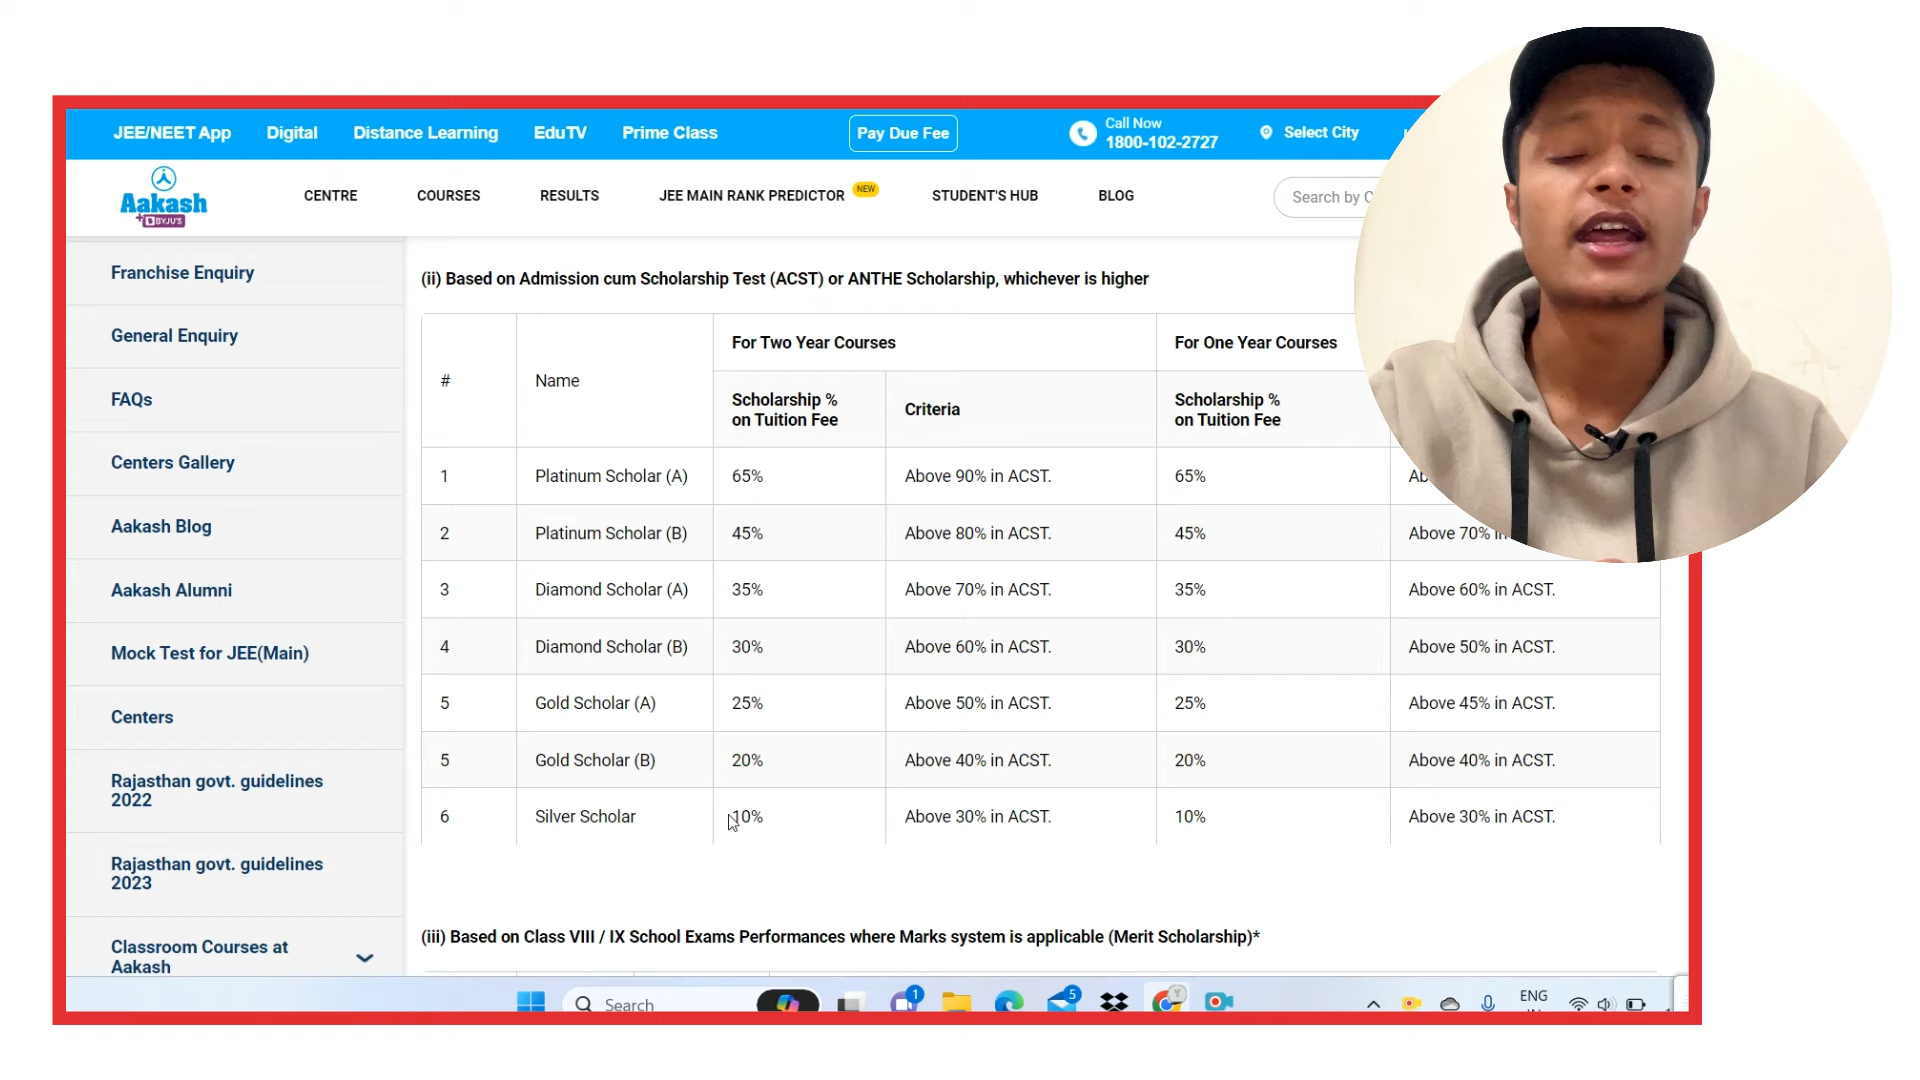 JEE/NEET App Digital Distance Learning EduTV Prime Class Pay Due Fee Call Now 1800-102-2727 Select City
Aakash
+BYJU'S
CENTRE COURSES RESULTS JEE MAIN RANK PREDICTOR NEW STUDENT'S HUB BLOG Search by
Franchise Enquiry
General Enquiry
FAQs
Centers Gallery
Aakash Blog
Aakash Alumni
Mock Test for JEE(Main)
Centers
Rajasthan govt. guidelines
2022
Rajasthan govt. guidelines
2023
Classroom Courses at
Aakash
(ii) Based on Admission cum Scholarship Test (ACST) or ANTHE Scholarship, whichever is higher
For Two Year Courses For One Year Courses
# Name
Scholarship % on Tuition Fee Criteria Scholarship % on Tuition Fee
1 Platinum Scholar (A) 65% Above 90% in ACST. 65%
2 Platinum Scholar (B) 45% Above 80% in ACST. 45% Above 70% in
3 Diamond Scholar (A) 35% Above 70% in ACST. 35% Above 60% in ACST.
4 Diamond Scholar (B) 30% Above 60% in ACST. 30% Above 50% in ACST.
5 Gold Scholar (A) 25% Above 50% in ACST. 25% Above 45% in ACST.
5 Gold Scholar (B) 20% Above 40% in ACST. 20% Above 40% in ACST.
6 Silver Scholar 10% Above 30% in ACST. 10% Above 30% in ACST.
(iii) Based on Class VIII / IX School Exams Performances where Marks system is applicable (Merit Scholarship)*
Search 1 5 ENG